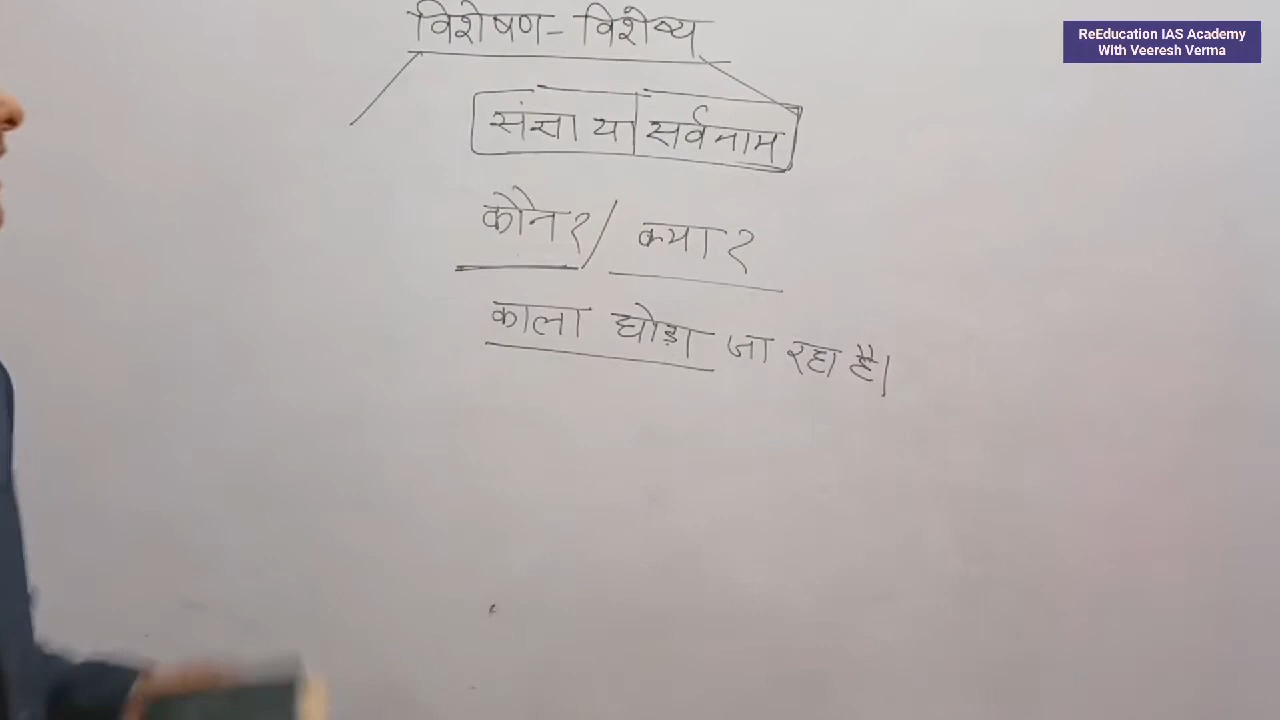 विशेषण - विशेष्य
ReEducation IAS Academy
With Veeresh Verma
संज्ञा या सर्वनाम
कौन? / क्या?
काला घोड़ा जा रहा है।